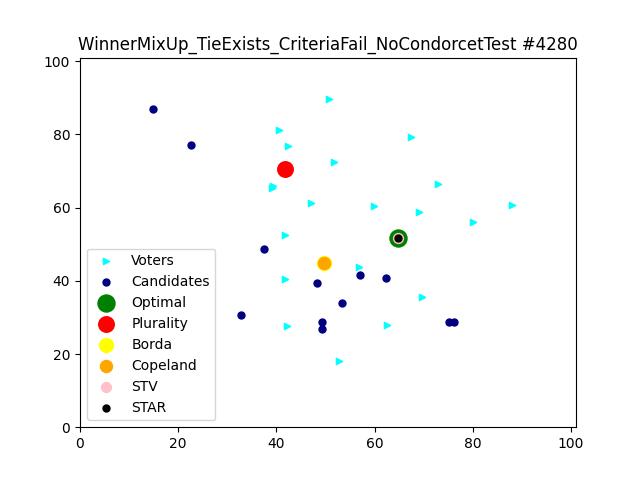 WinnerMixUp_TieExists_CriteriaFail_NoCondorcetTest #4280
100
80
60
40
20
0
Voters
Candidates
Optimal
Plurality
Borda
Copeland
STV
STAR
0 20 40 60 80 100